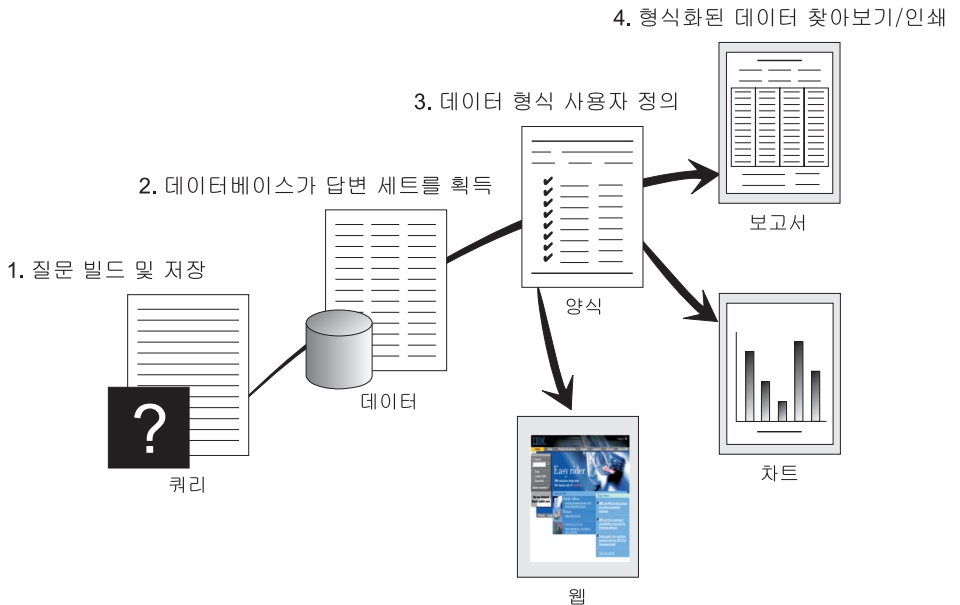 4. 형식화된 데이터 찾아보기/인쇄
3. 데이터 형식 사용자 정의
2. 데이터베이스가 답변 세트를 획득
보고서
1. 질문 빌드 및 저장
양식
데이터
?
쿼리
차트
IBM
Easy rider
웹